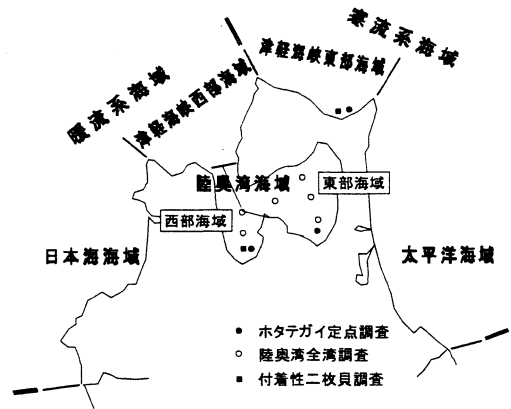 寒流系海域
津軽海峡東部海域
暖流系海域
津軽海峡西部海域
陸奥湾海域
東部海域
西部海域
日本海海域
太平洋海域
● ホタテガイ定点調査
○ 陸奥湾全湾調査
■ 付着性二枚貝調査